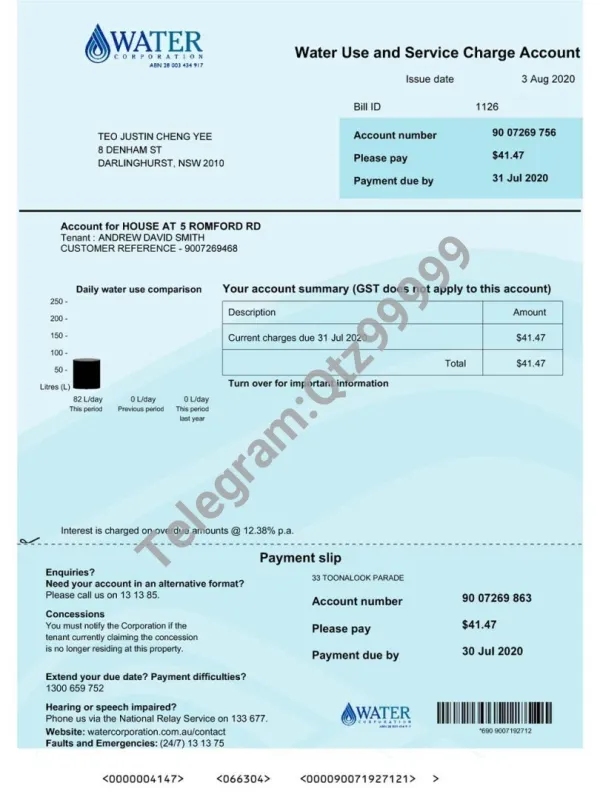 WATER
CORPORATION
ABN 28 003 434 917
Water Use and Service Charge Account
Issue date 3 Aug 2020
Bill ID 1126
TEO JUSTIN CHENG YEE
8 DENHAM ST
DARLINGHURST, NSW 2010
Account number 90 07269 756
Please pay $41.47
Payment due by 31 Jul 2020
Account for HOUSE AT 5 ROMFORD RD
Tenant : ANDREW DAVID SMITH
CUSTOMER REFERENCE - 9007269468
Daily water use comparison
250 -
200 -
150 -
100 -
50 -
Litres (L)
82 L/day 0 L/day 0 L/day
This period Previous period This period
last year
Your account summary (GST does not apply to this account)
Description Amount
Current charges due 31 Jul 2020 $41.47
Total $41.47
Turn over for important information
Telegram:Qtz99999
Interest is charged on overdue amounts @ 12.38% p.a.
Payment slip
Enquiries?
Need your account in an alternative format?
Please call us on 13 13 85.
Concessions
You must notify the Corporation if the
tenant currently claiming the concession
is no longer residing at this property.
Extend your due date? Payment difficulties?
1300 659 752
Hearing or speech impaired?
Phone us via the National Relay Service on 133 677.
Website: watercorporation.com.au/contact
Faults and Emergencies: (24/7) 13 13 75
33 TOONALOOK PARADE
Account number 90 07269 863
Please pay $41.47
Payment due by 30 Jul 2020
WATER
CORPORATION
ABN 28 003 434 917
*690 9007192712
<0000004147> <066304> <000090071927121> >